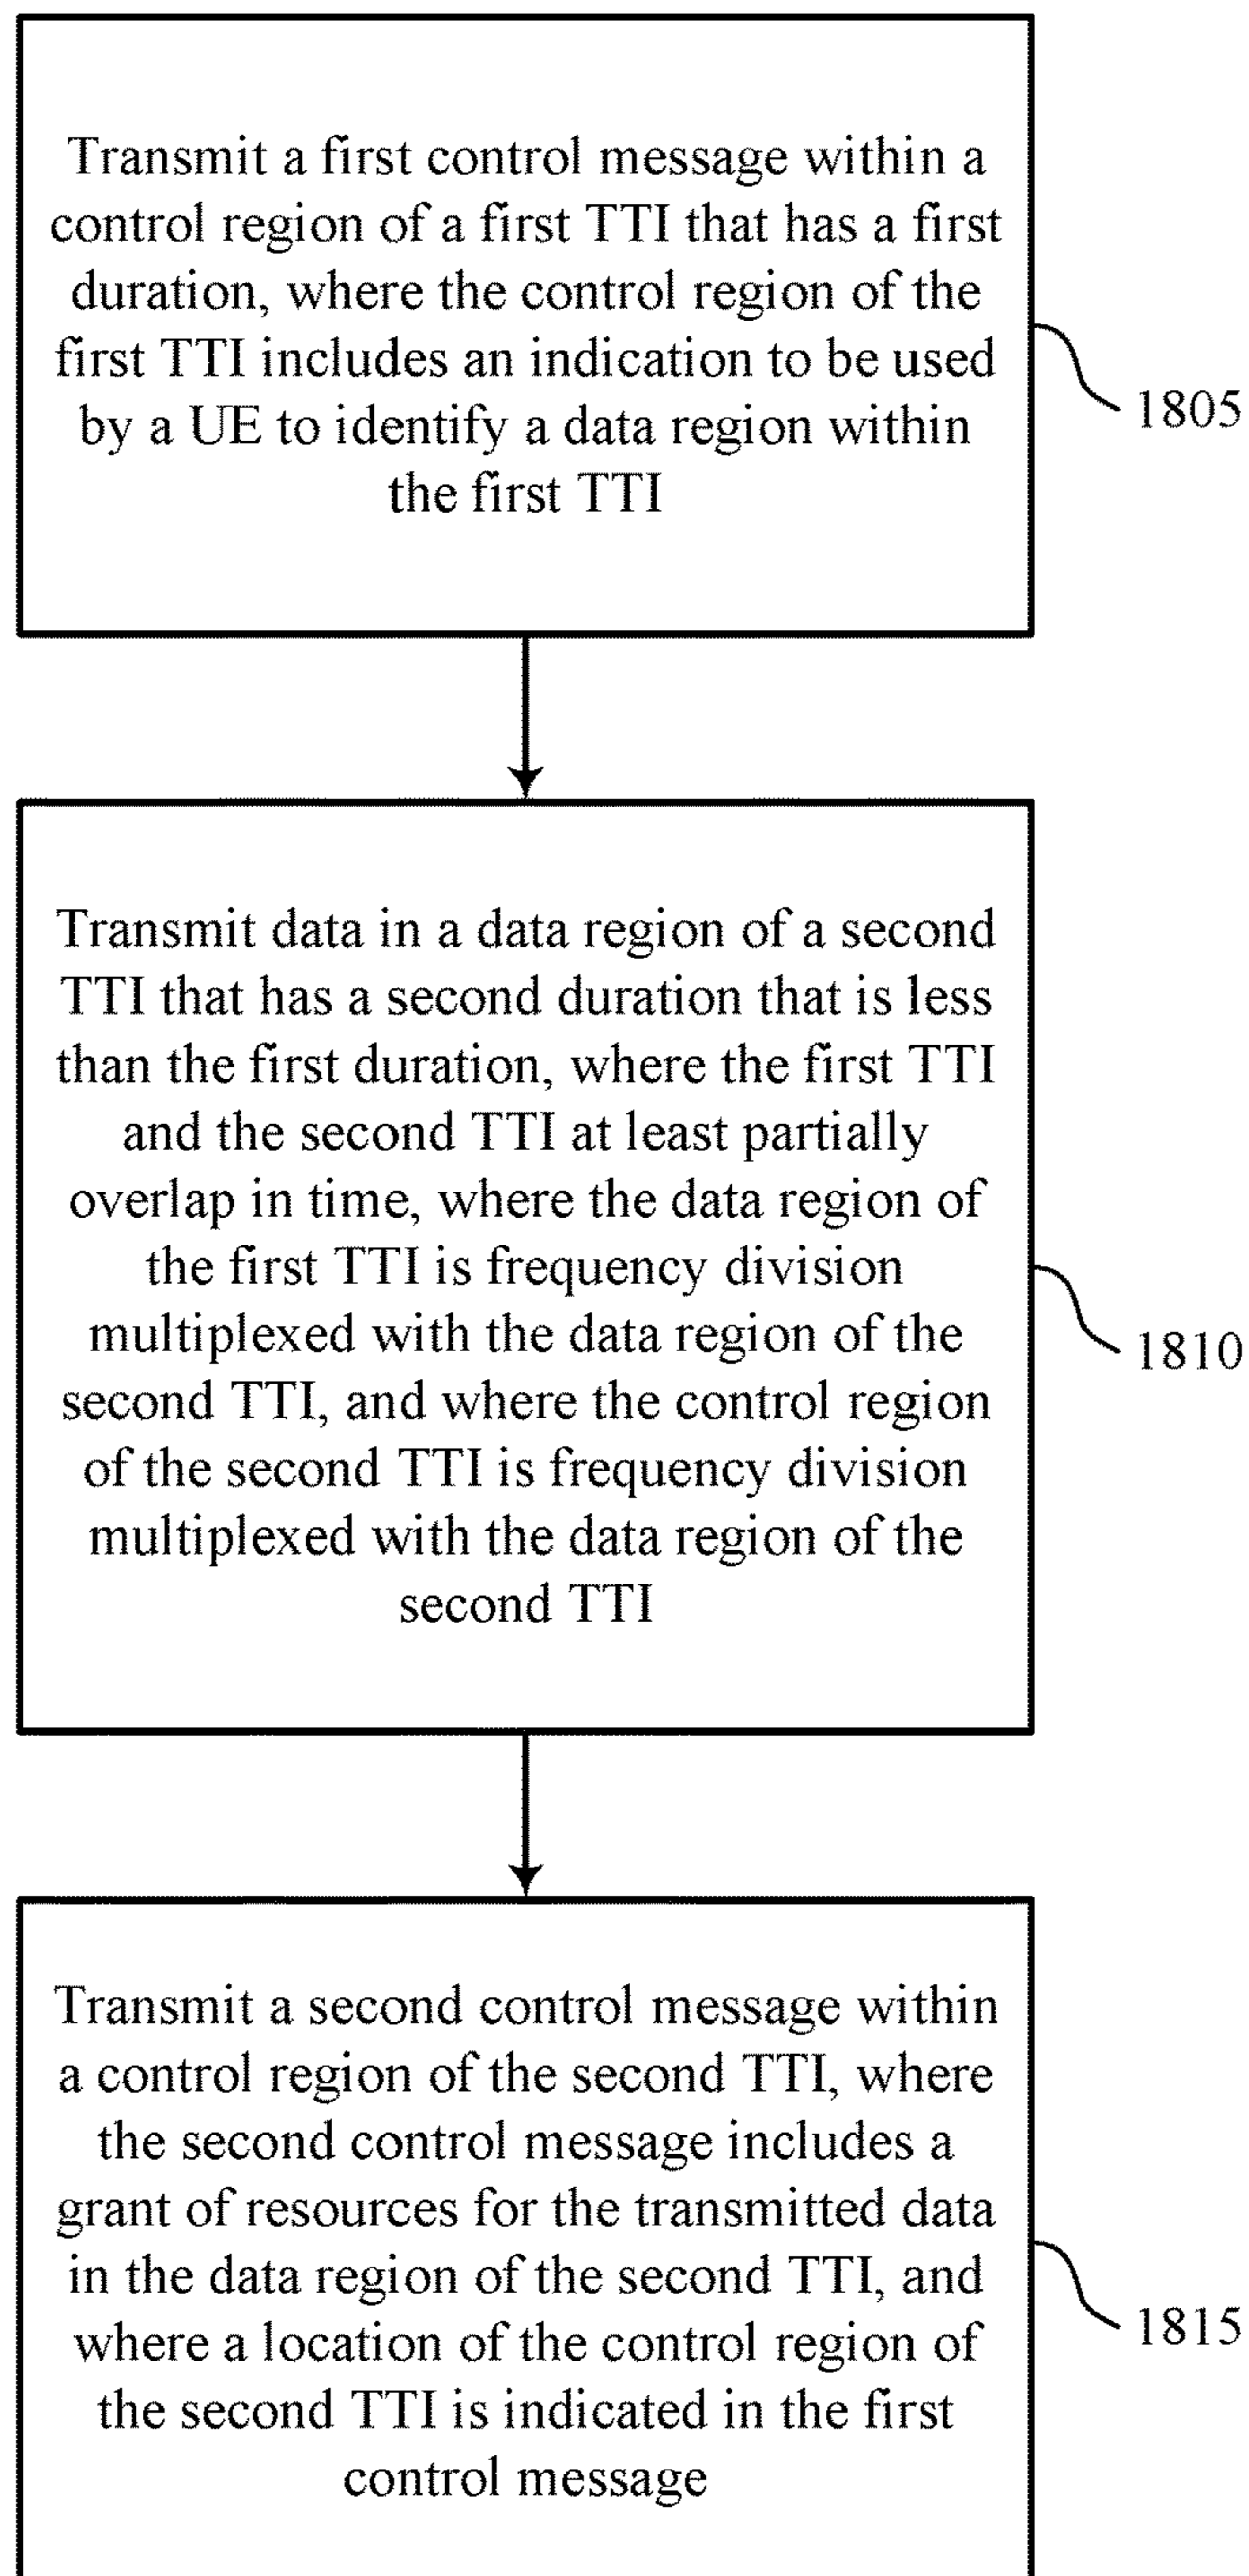 Transmit a first control message within a
control region of a first TTI that has a first
duration, where the control region of the
first TTI includes an indication to be used
by a UE to identify a data region within
the first TTI
1805
Transmit data in a data region of a second
TTI that has a second duration that is less
than the first duration, where the first TTI
and the second TTI at least partially
overlap in time, where the data region of
the first TTI is frequency division
multiplexed with the data region of the
second TTI, and where the control region
of the second TTI is frequency division
multiplexed with the data region of the
second TTI
1810
Transmit a second control message within
a control region of the second TTI, where
the second control message includes a
grant of resources for the transmitted data
in the data region of the second TTI, and
where a location of the control region of
the second TTI is indicated in the first
control message
1815